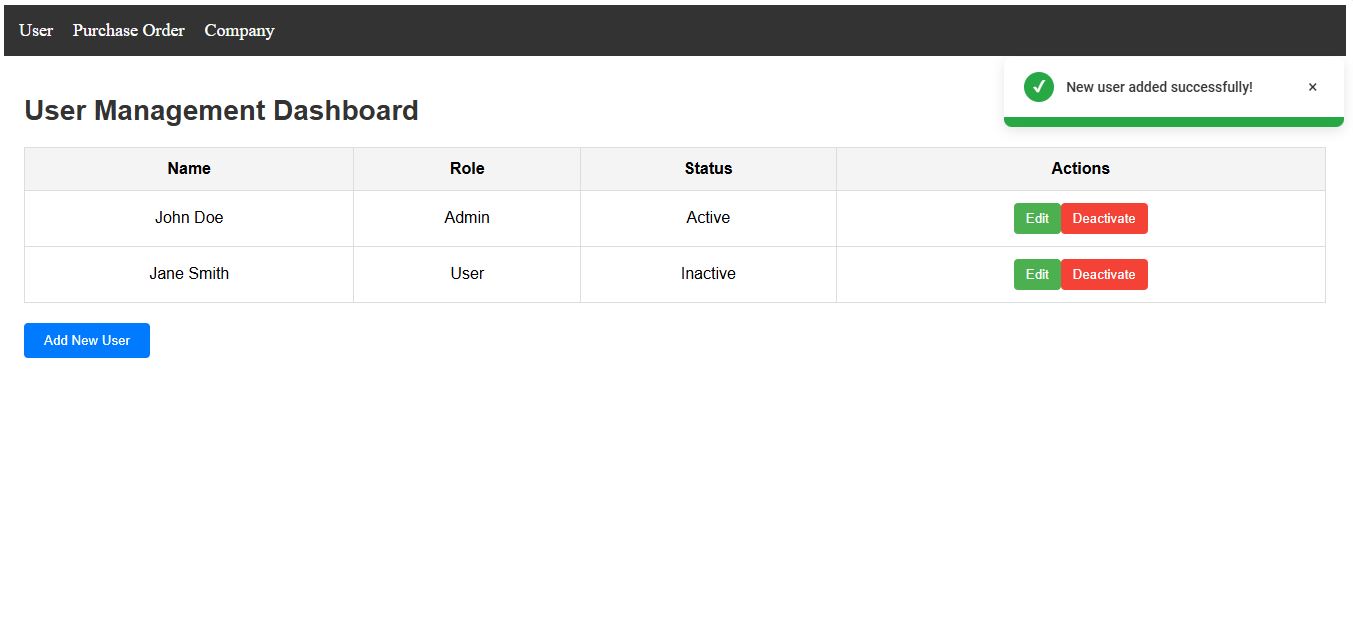 User Purchase Order Company
New user added successfully! ×
User Management Dashboard
Name Role Status Actions
John Doe Admin Active Edit Deactivate
Jane Smith User Inactive Edit Deactivate
Add New User